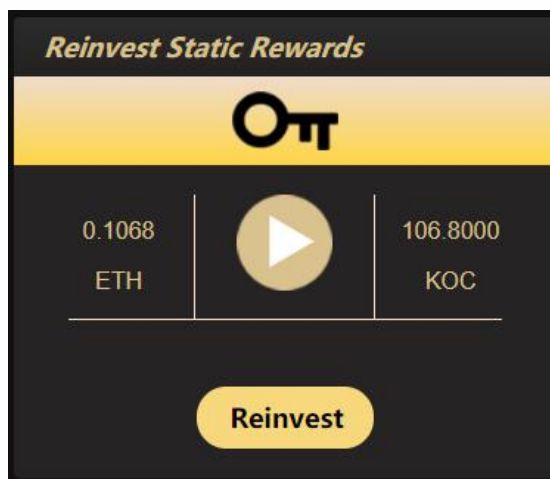 Reinvest Static Rewards
0.1068
ETH
106.8000
KOC
Reinvest